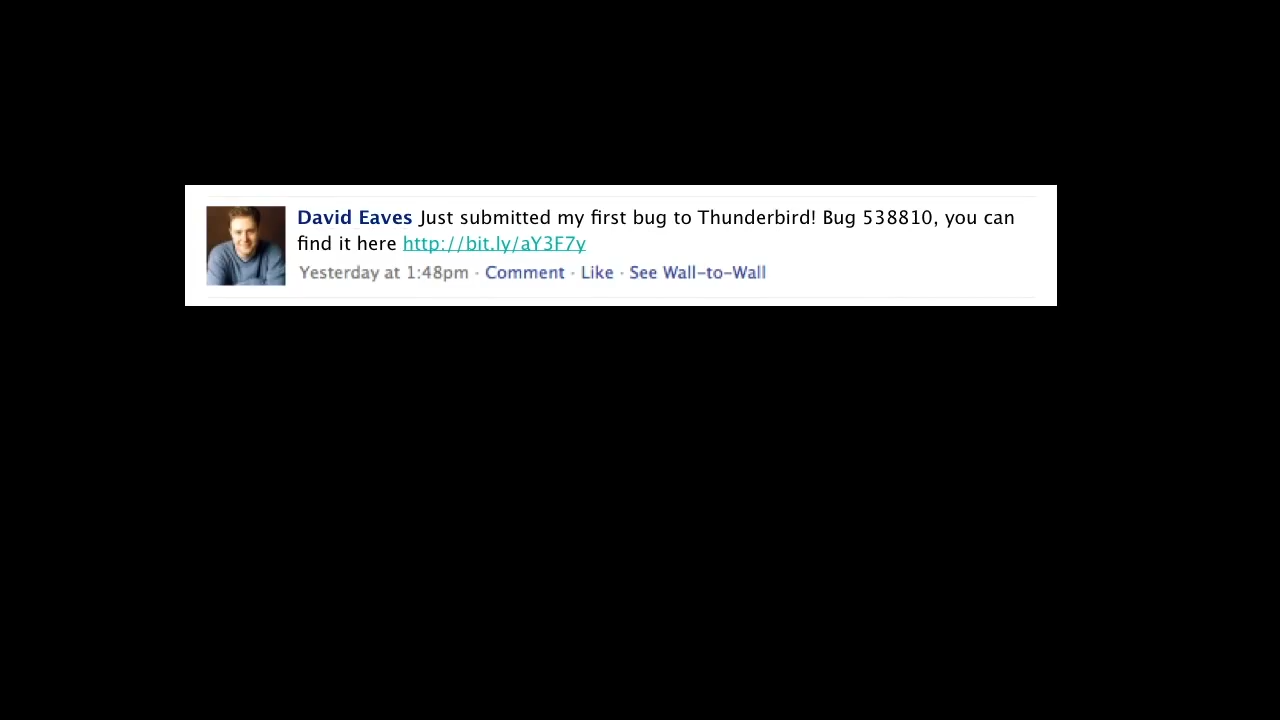 David Eaves Just submitted my first bug to Thunderbird! Bug 538810, you can
find it here http://bit.ly/aY3F7y
Yesterday at 1:48pm · Comment · Like · See Wall-to-Wall